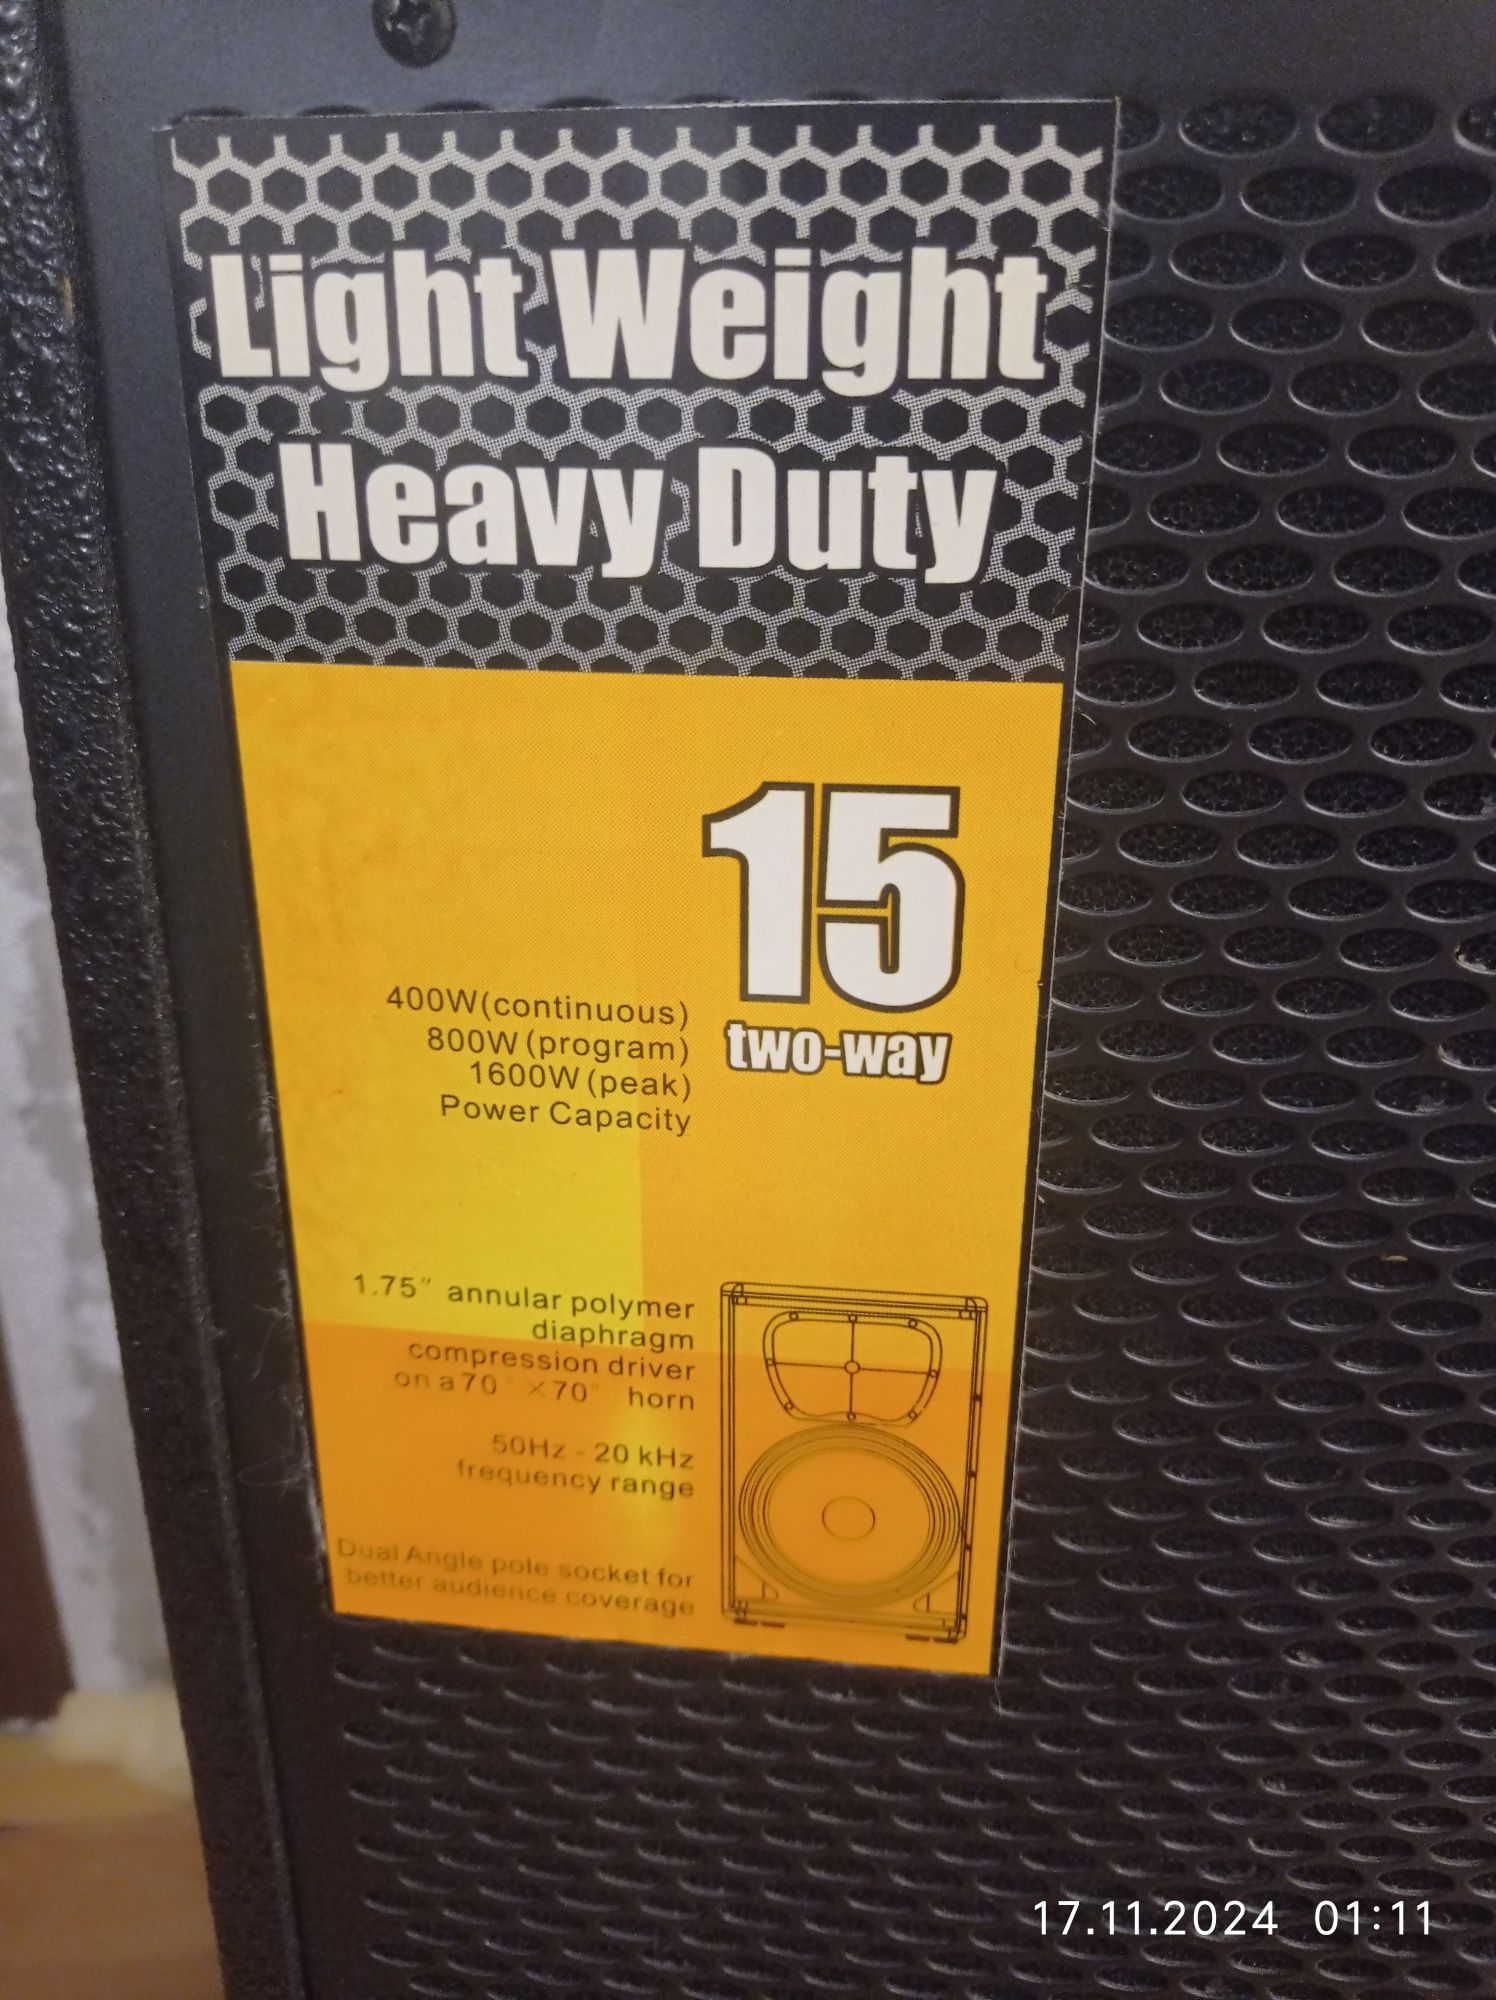 Light Weight
Heavy Duty
15
two-way
400W(continuous)
800W(program)
1600W(peak)
Power Capacity
1.75" annular polymer
diaphragm
compression driver
on a 70° ×70° horn
50Hz - 20 kHz
frequency range
Dual Angle pole socket for
better audience coverage
17.11.2024 01:11